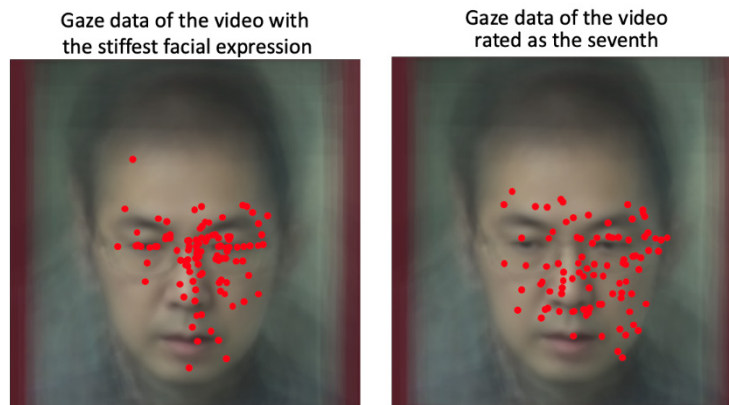 Gaze data of the video with
the stiffest facial expression
Gaze data of the video
rated as the seventh